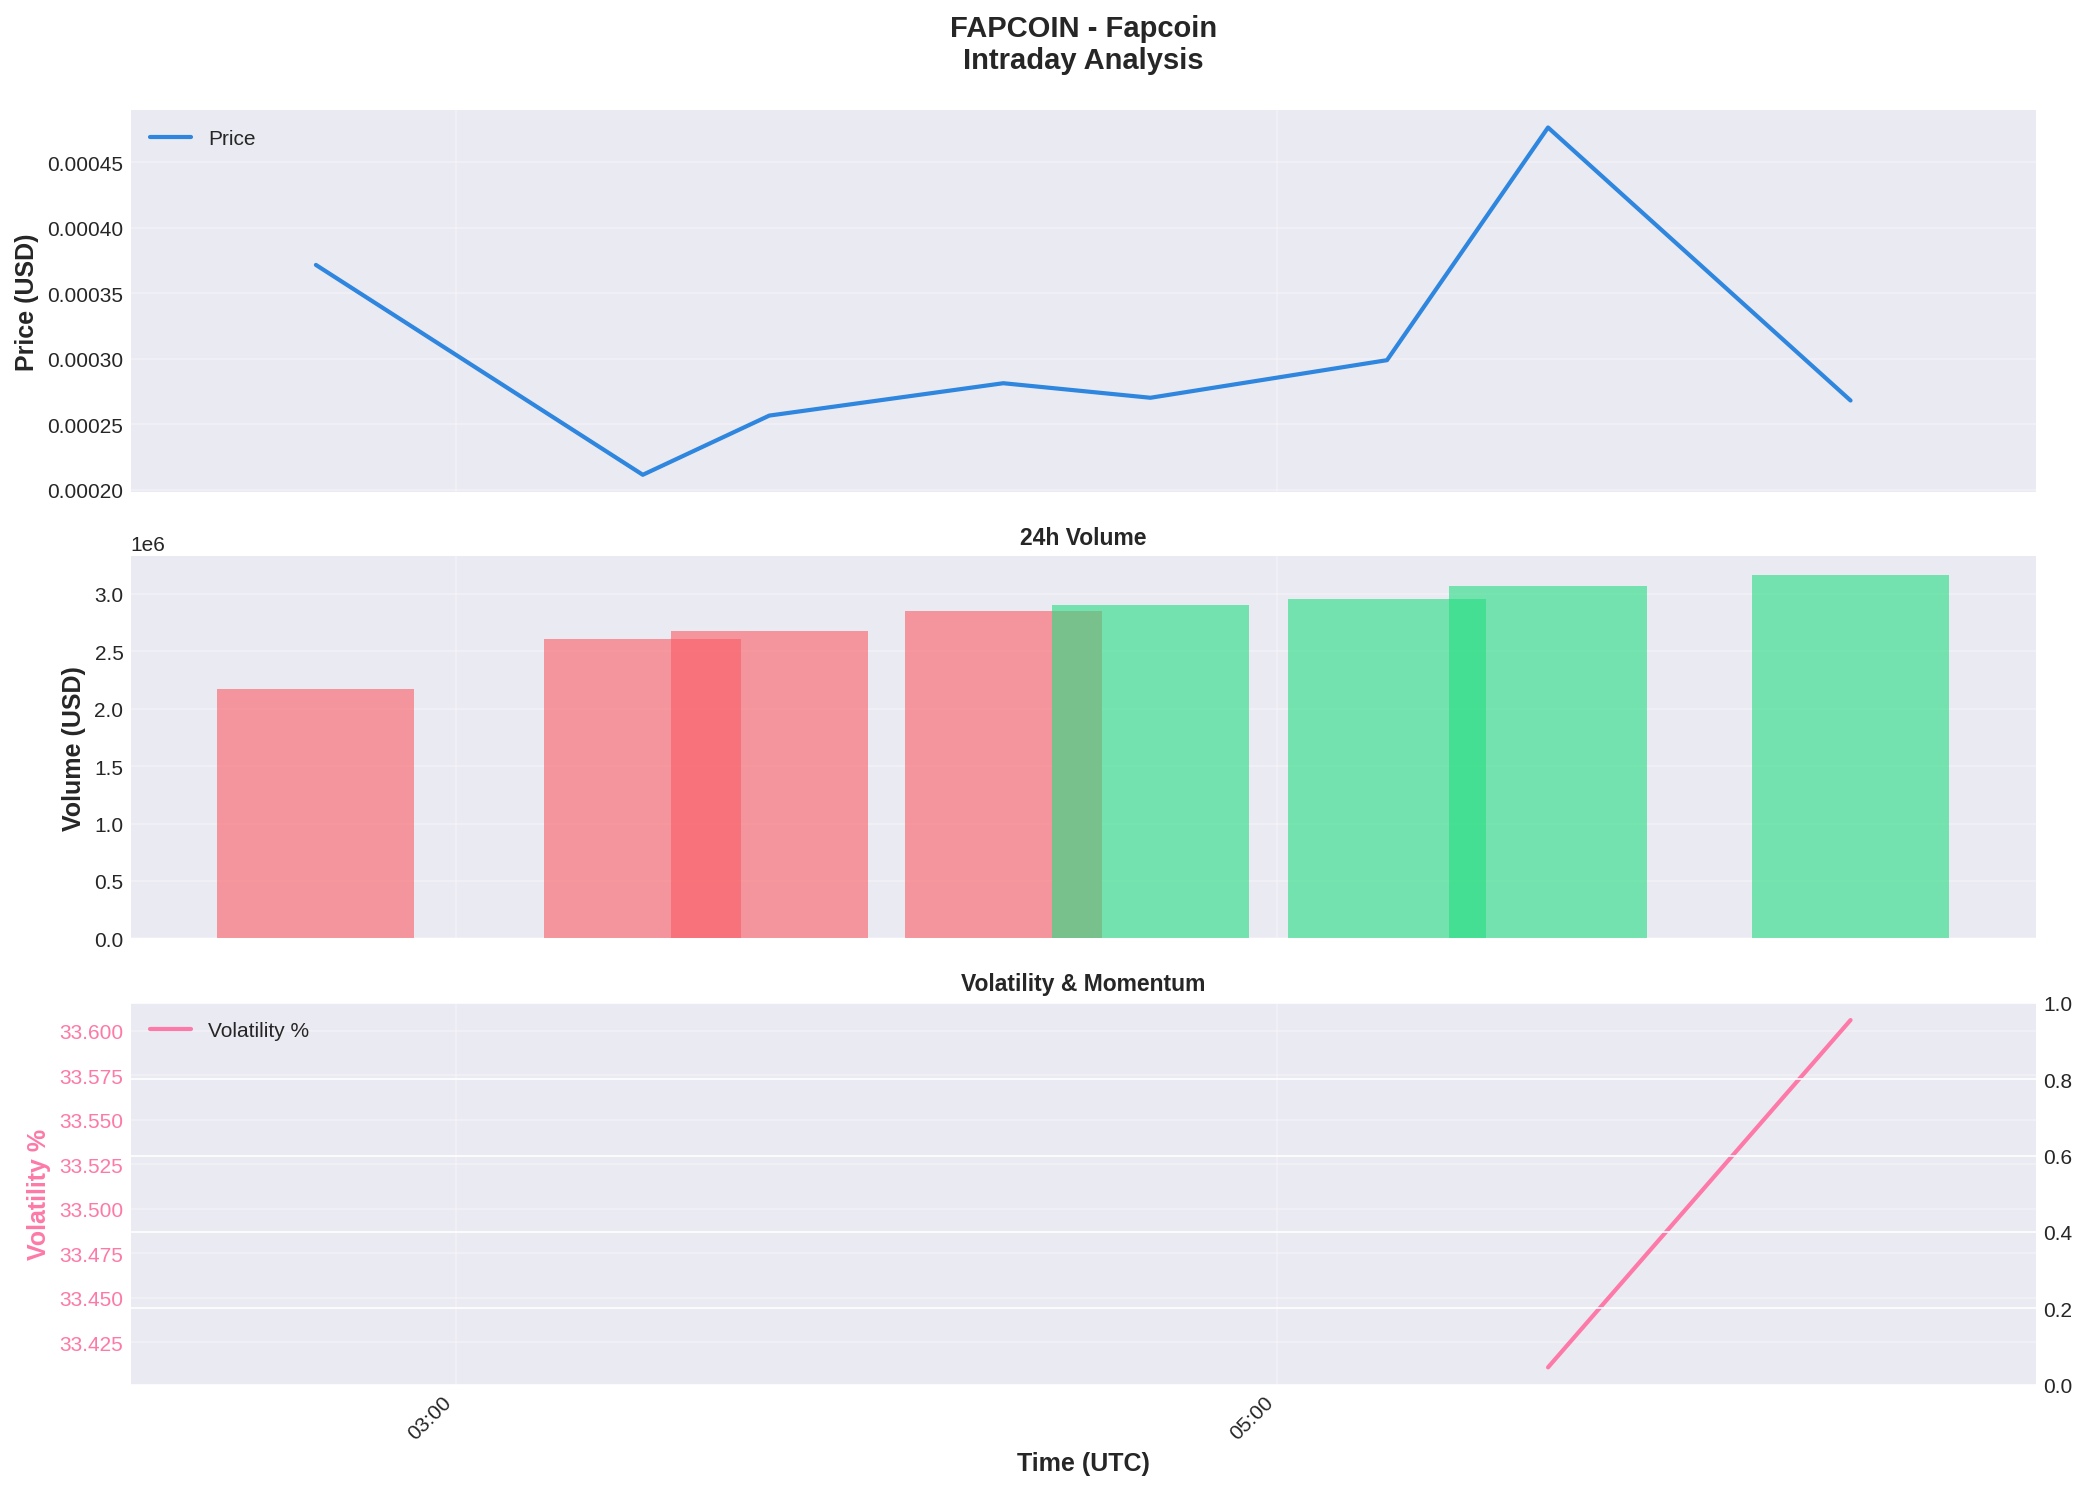 FAPCOIN - Fapcoin
Intraday Analysis
Price
Price (USD)
0.00045
0.00040
0.00035
0.00030
0.00025
0.00020
24h Volume
1e6
Volume (USD)
3.0
2.5
2.0
1.5
1.0
0.5
0.0
Volatility & Momentum
Volatility %
Volatility %
33.600
33.575
33.550
33.525
33.500
33.475
33.450
33.425
1.0
0.8
0.6
0.4
0.2
0.0
03:00
05:00
Time (UTC)